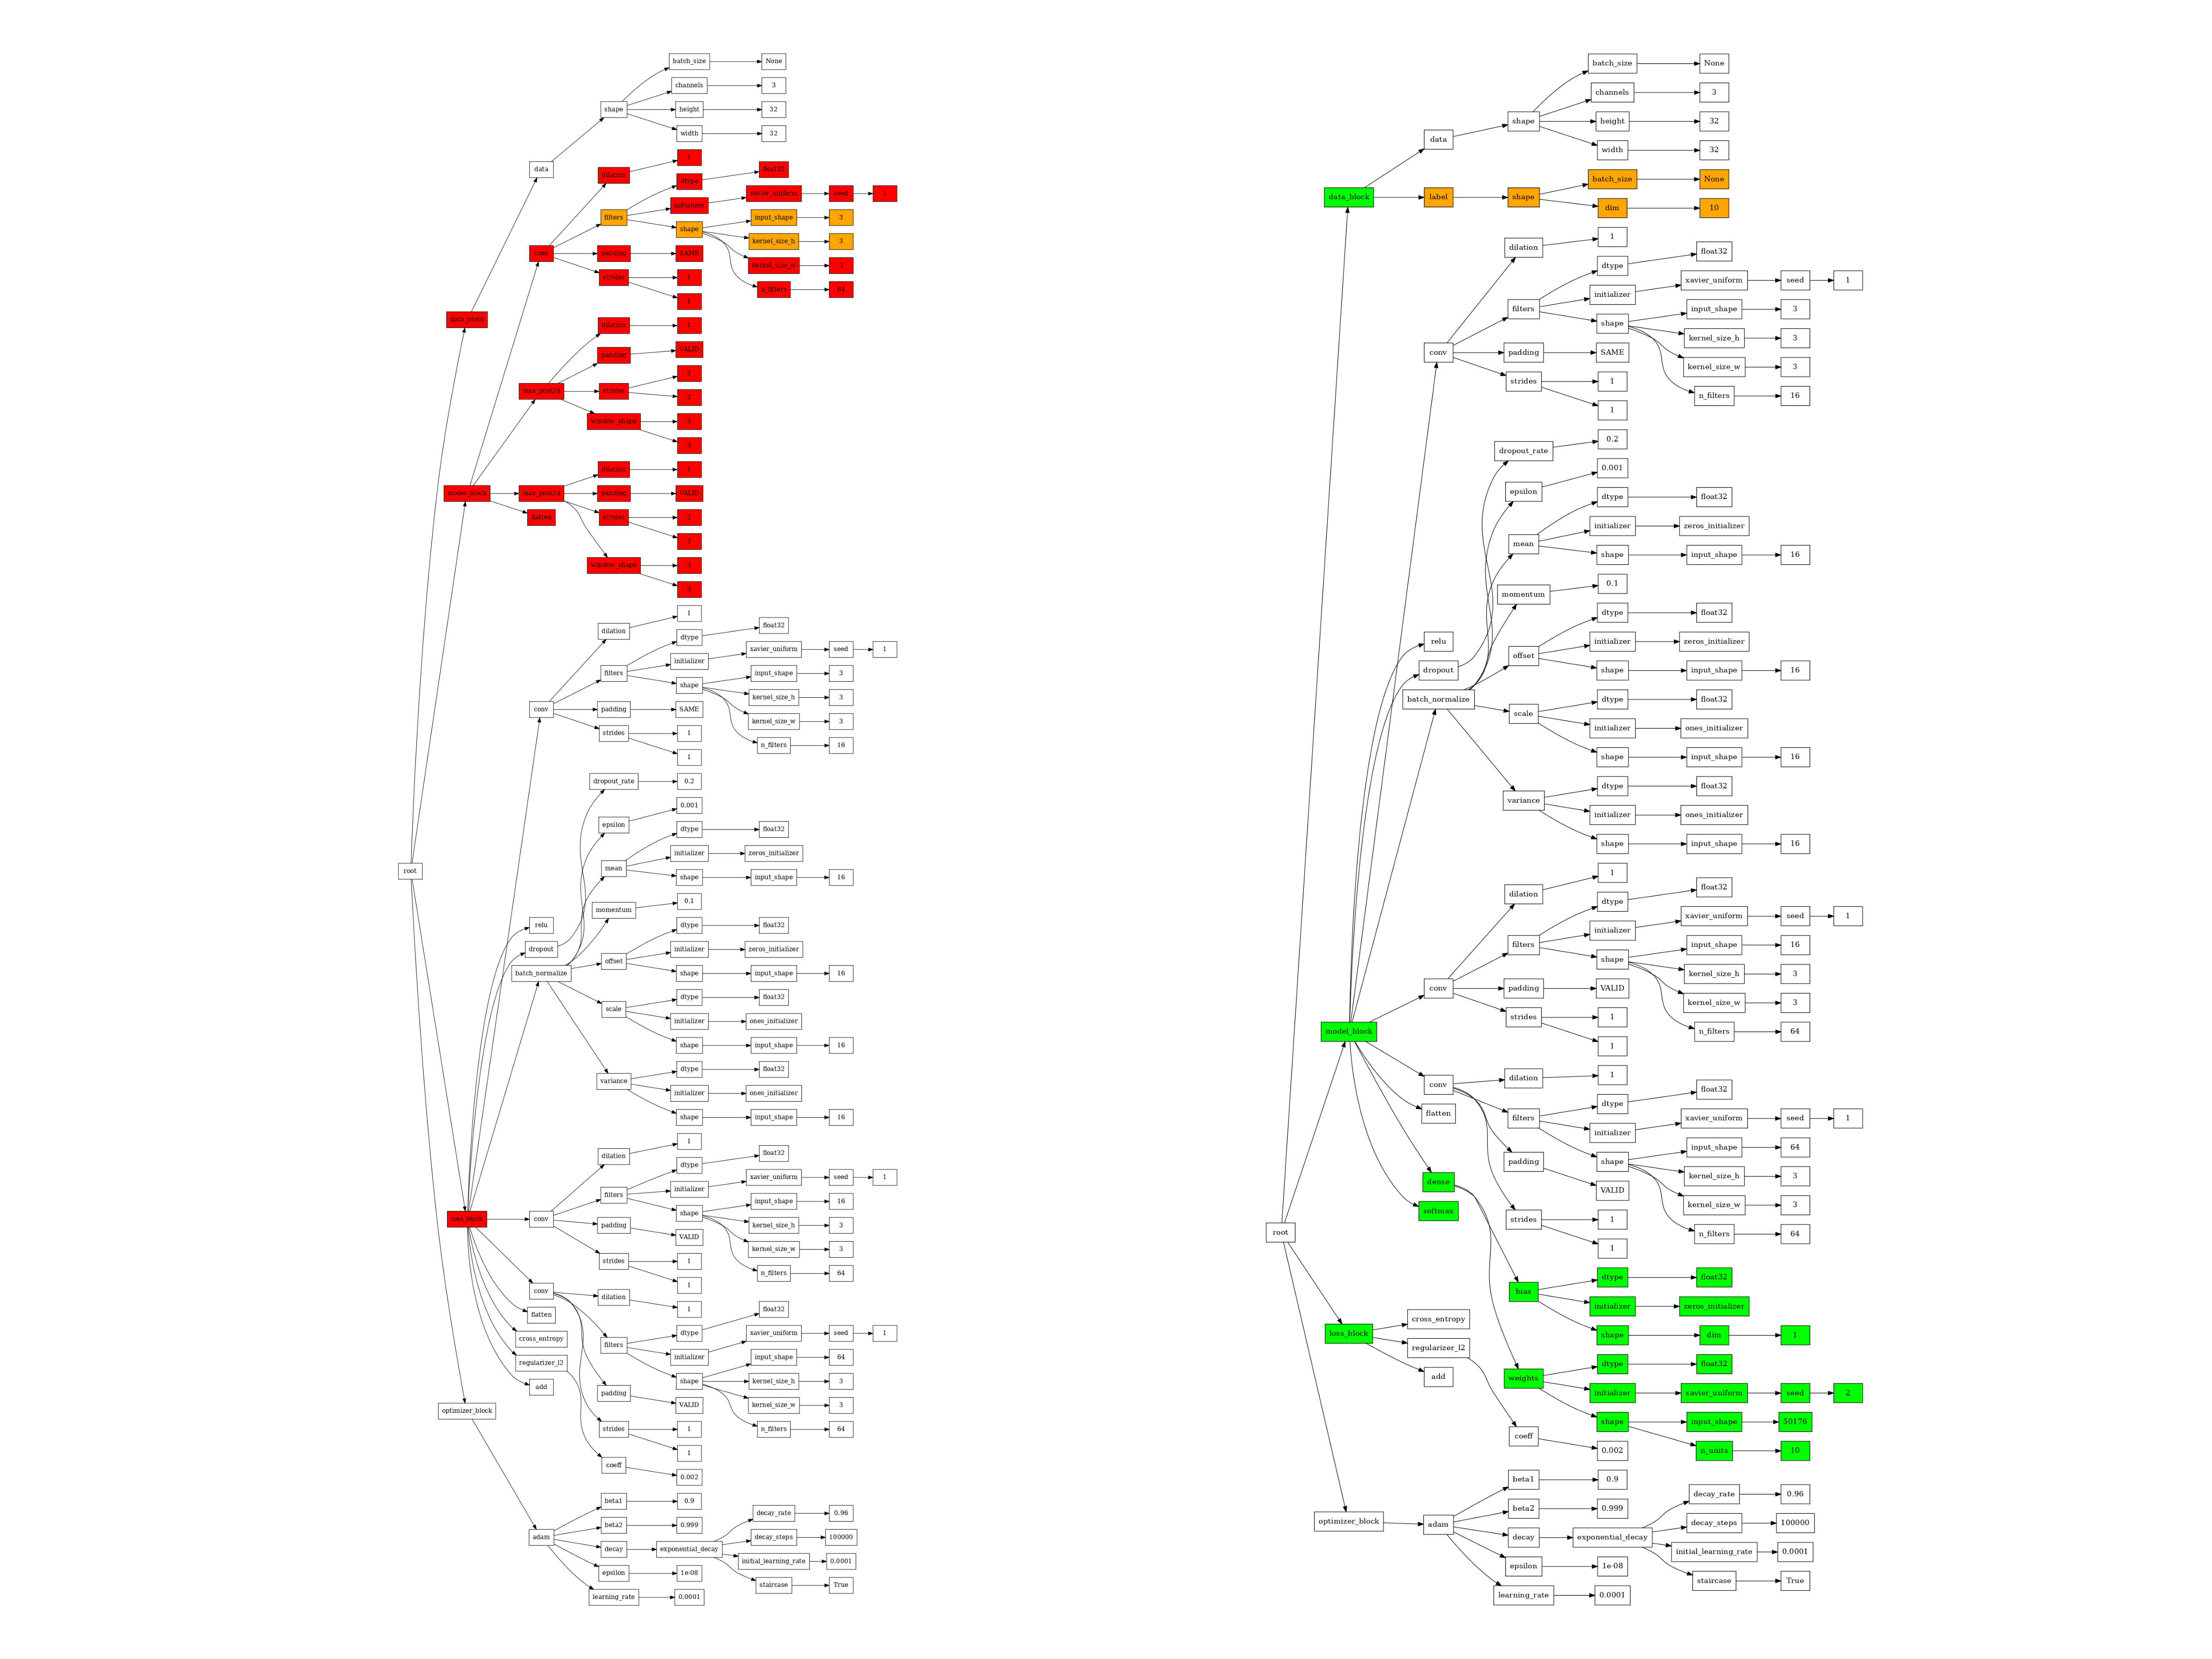 root
data_block
data
shape
batch_size
None
channels
3
height
32
width
32
model_block
conv
dilation
1
filters
dtype
float32
initializer
xavier_uniform
seed
1
shape
input_shape
3
kernel_size_h
3
kernel_size_w
3
n_filters
64
padding
SAME
strides
1
1
max_pool2d
dilation
1
padding
VALID
strides
2
2
window_shape
3
3
max_pool2d
dilation
1
padding
VALID
strides
2
2
window_shape
3
3
flatten
loss_block
conv
dilation
1
filters
dtype
float32
initializer
xavier_uniform
seed
1
shape
input_shape
3
kernel_size_h
3
kernel_size_w
3
n_filters
16
padding
SAME
strides
1
1
relu
dropout
dropout_rate
0.2
batch_normalize
epsilon
0.001
mean
dtype
float32
initializer
zeros_initializer
shape
input_shape
16
momentum
0.1
offset
dtype
float32
initializer
zeros_initializer
shape
input_shape
16
scale
dtype
float32
initializer
ones_initializer
shape
input_shape
16
variance
dtype
float32
initializer
ones_initializer
shape
input_shape
16
conv
dilation
1
filters
dtype
float32
initializer
xavier_uniform
seed
1
shape
input_shape
16
kernel_size_h
3
kernel_size_w
3
n_filters
64
padding
VALID
strides
1
1
conv
dilation
1
filters
dtype
float32
initializer
xavier_uniform
seed
1
shape
input_shape
64
kernel_size_h
3
kernel_size_w
3
n_filters
64
padding
VALID
strides
1
1
flatten
cross_entropy
regularizer_l2
coeff
0.002
add
optimizer_block
adam
beta1
0.9
beta2
0.999
decay
exponential_decay
decay_rate
0.96
decay_steps
100000
initial_learning_rate
0.0001
staircase
True
epsilon
1e-08
learning_rate
0.0001
root
data_block
data
shape
batch_size
None
channels
3
height
32
width
32
label
shape
batch_size
None
dim
10
model_block
conv
dilation
1
filters
dtype
float32
initializer
xavier_uniform
seed
1
shape
input_shape
3
kernel_size_h
3
kernel_size_w
3
n_filters
16
padding
SAME
strides
1
1
relu
dropout
dropout_rate
0.2
batch_normalize
epsilon
0.001
mean
dtype
float32
initializer
zeros_initializer
shape
input_shape
16
momentum
0.1
offset
dtype
float32
initializer
zeros_initializer
shape
input_shape
16
scale
dtype
float32
initializer
ones_initializer
shape
input_shape
16
variance
dtype
float32
initializer
ones_initializer
shape
input_shape
16
conv
dilation
1
filters
dtype
float32
initializer
xavier_uniform
seed
1
shape
input_shape
16
kernel_size_h
3
kernel_size_w
3
n_filters
64
padding
VALID
strides
1
1
conv
dilation
1
filters
dtype
float32
initializer
xavier_uniform
seed
1
shape
input_shape
64
kernel_size_h
3
kernel_size_w
3
n_filters
64
padding
VALID
strides
1
1
flatten
dense
bias
dtype
float32
initializer
zeros_initializer
shape
dim
1
weights
dtype
float32
initializer
xavier_uniform
seed
2
shape
input_shape
50176
n_units
10
softmax
loss_block
cross_entropy
regularizer_l2
coeff
0.002
add
optimizer_block
adam
beta1
0.9
beta2
0.999
decay
exponential_decay
decay_rate
0.96
decay_steps
100000
initial_learning_rate
0.0001
staircase
True
epsilon
1e-08
learning_rate
0.0001